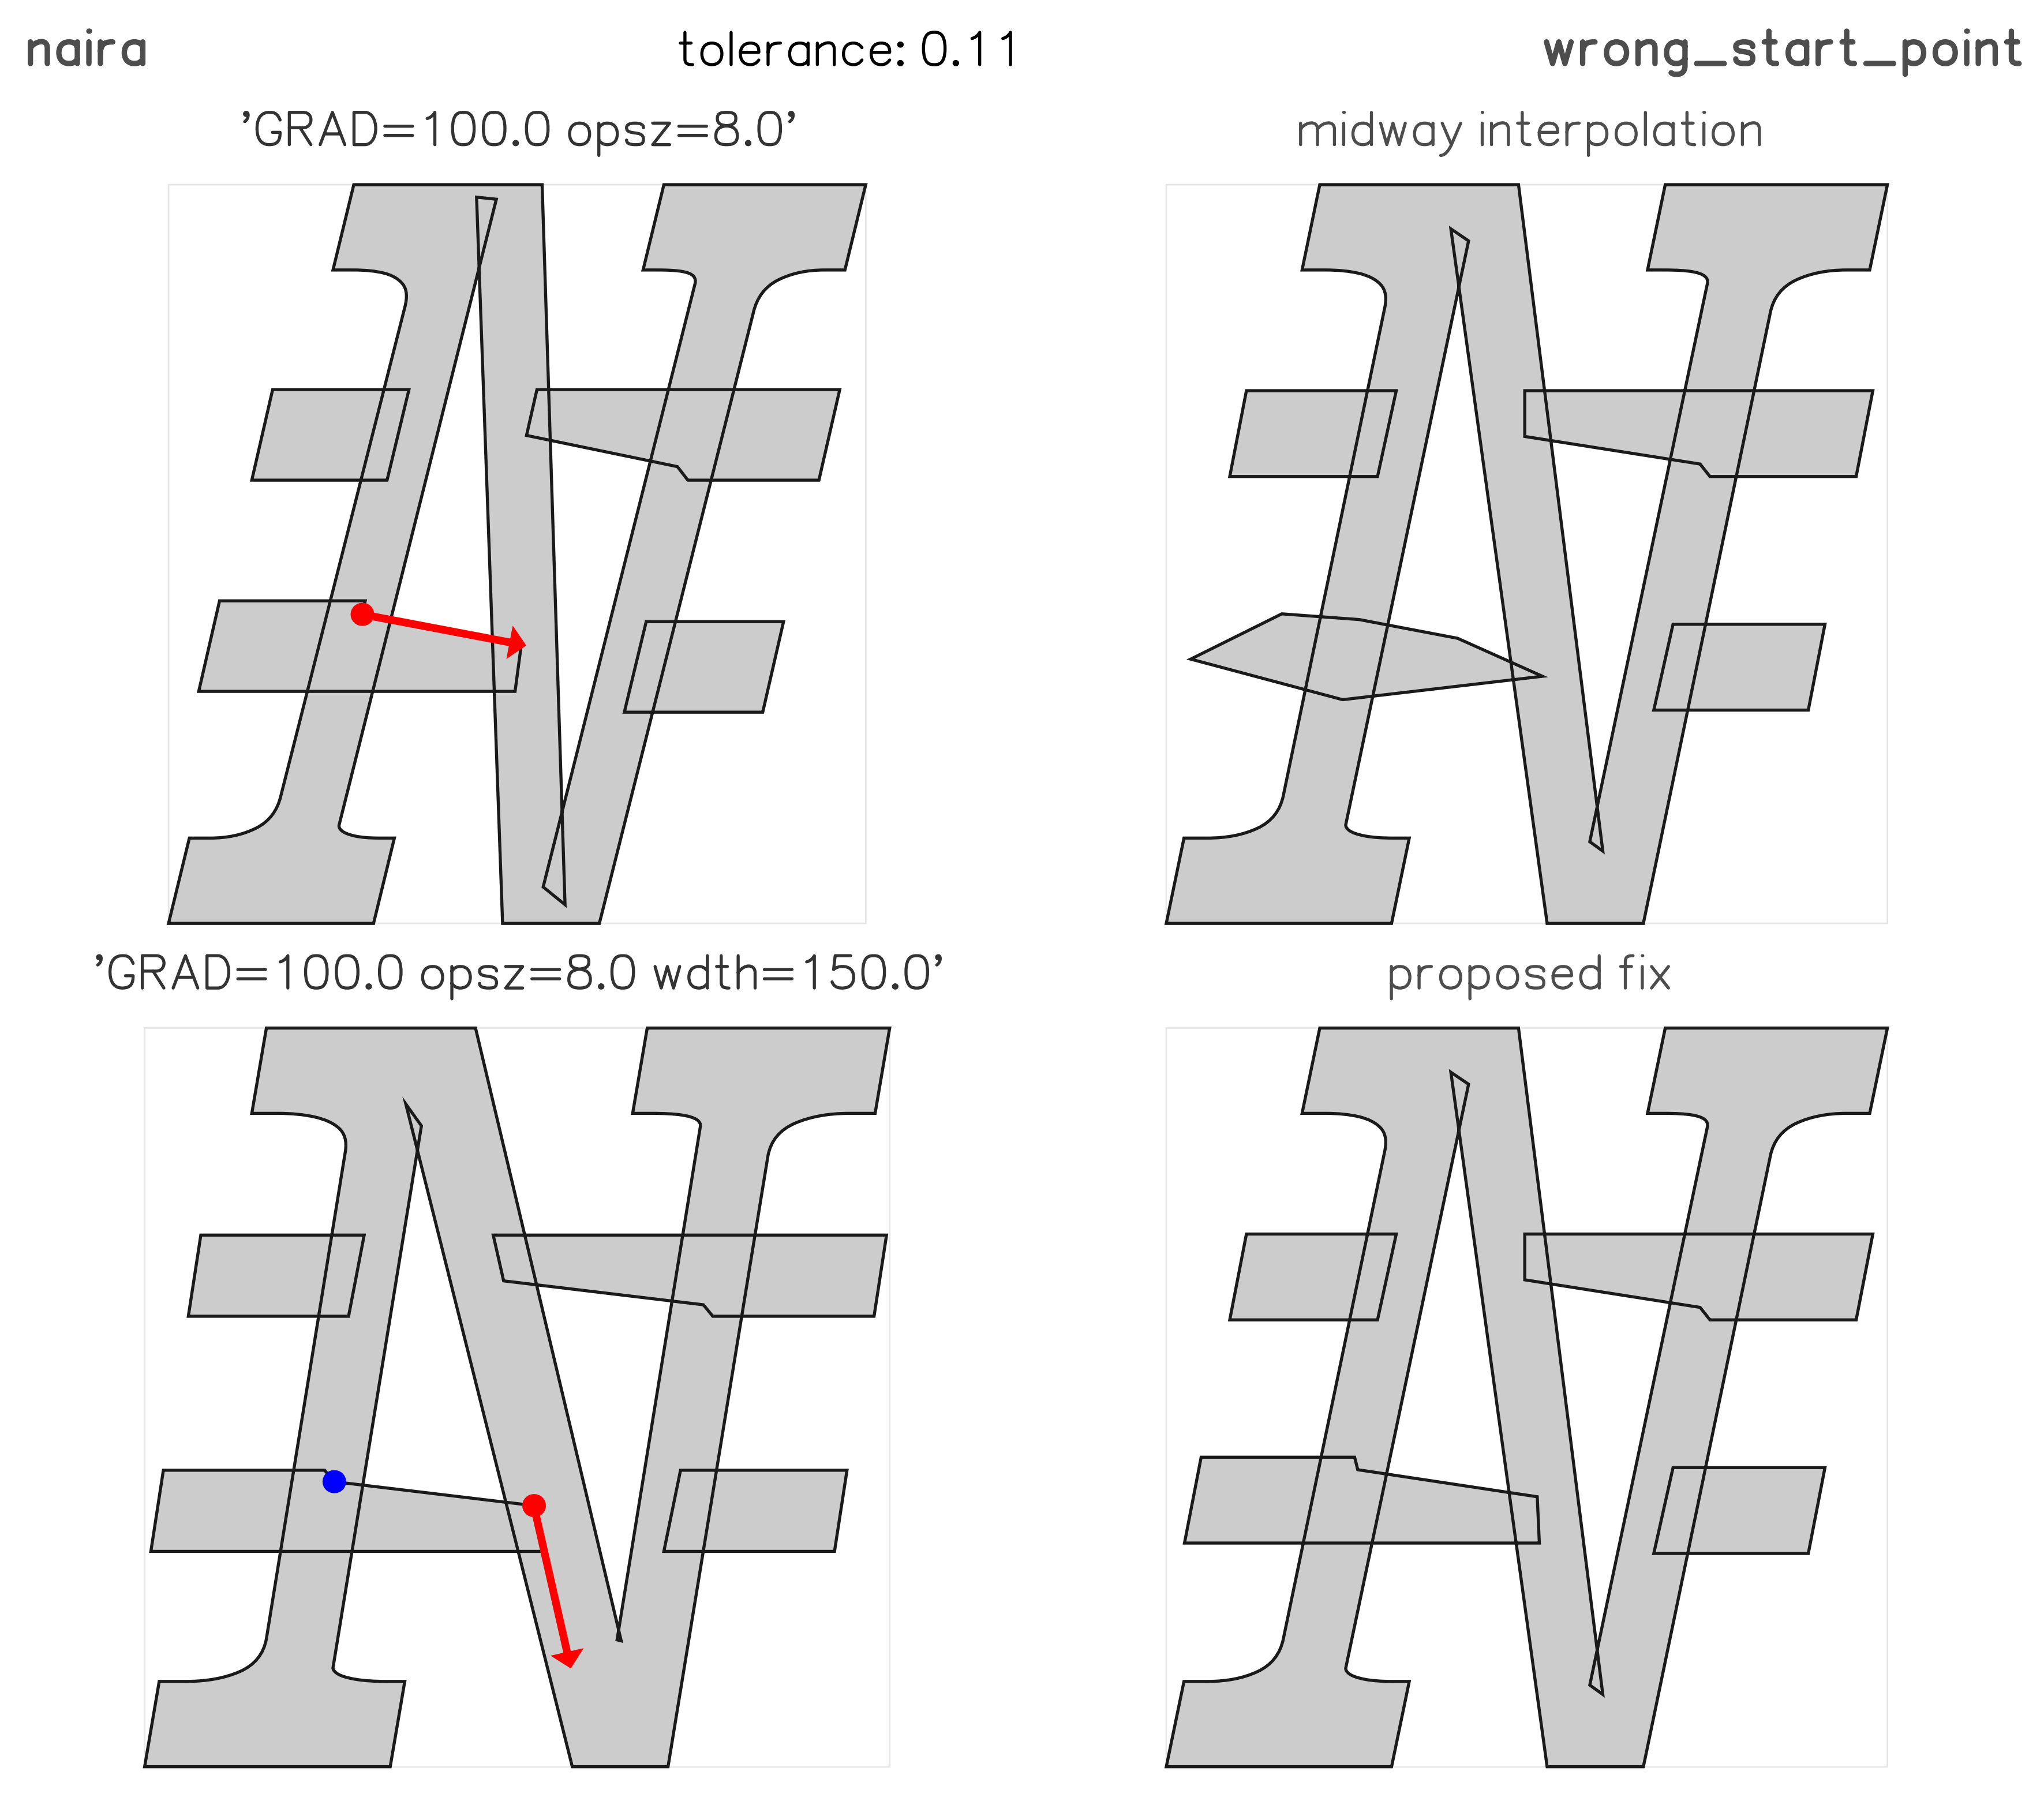 naira tolerance: 0.11 wrong_start_point
'GRAD=100.0 opsz=8.0' midway interpolation
'GRAD=100.0 opsz=8.0 wdth=150.0' proposed fix